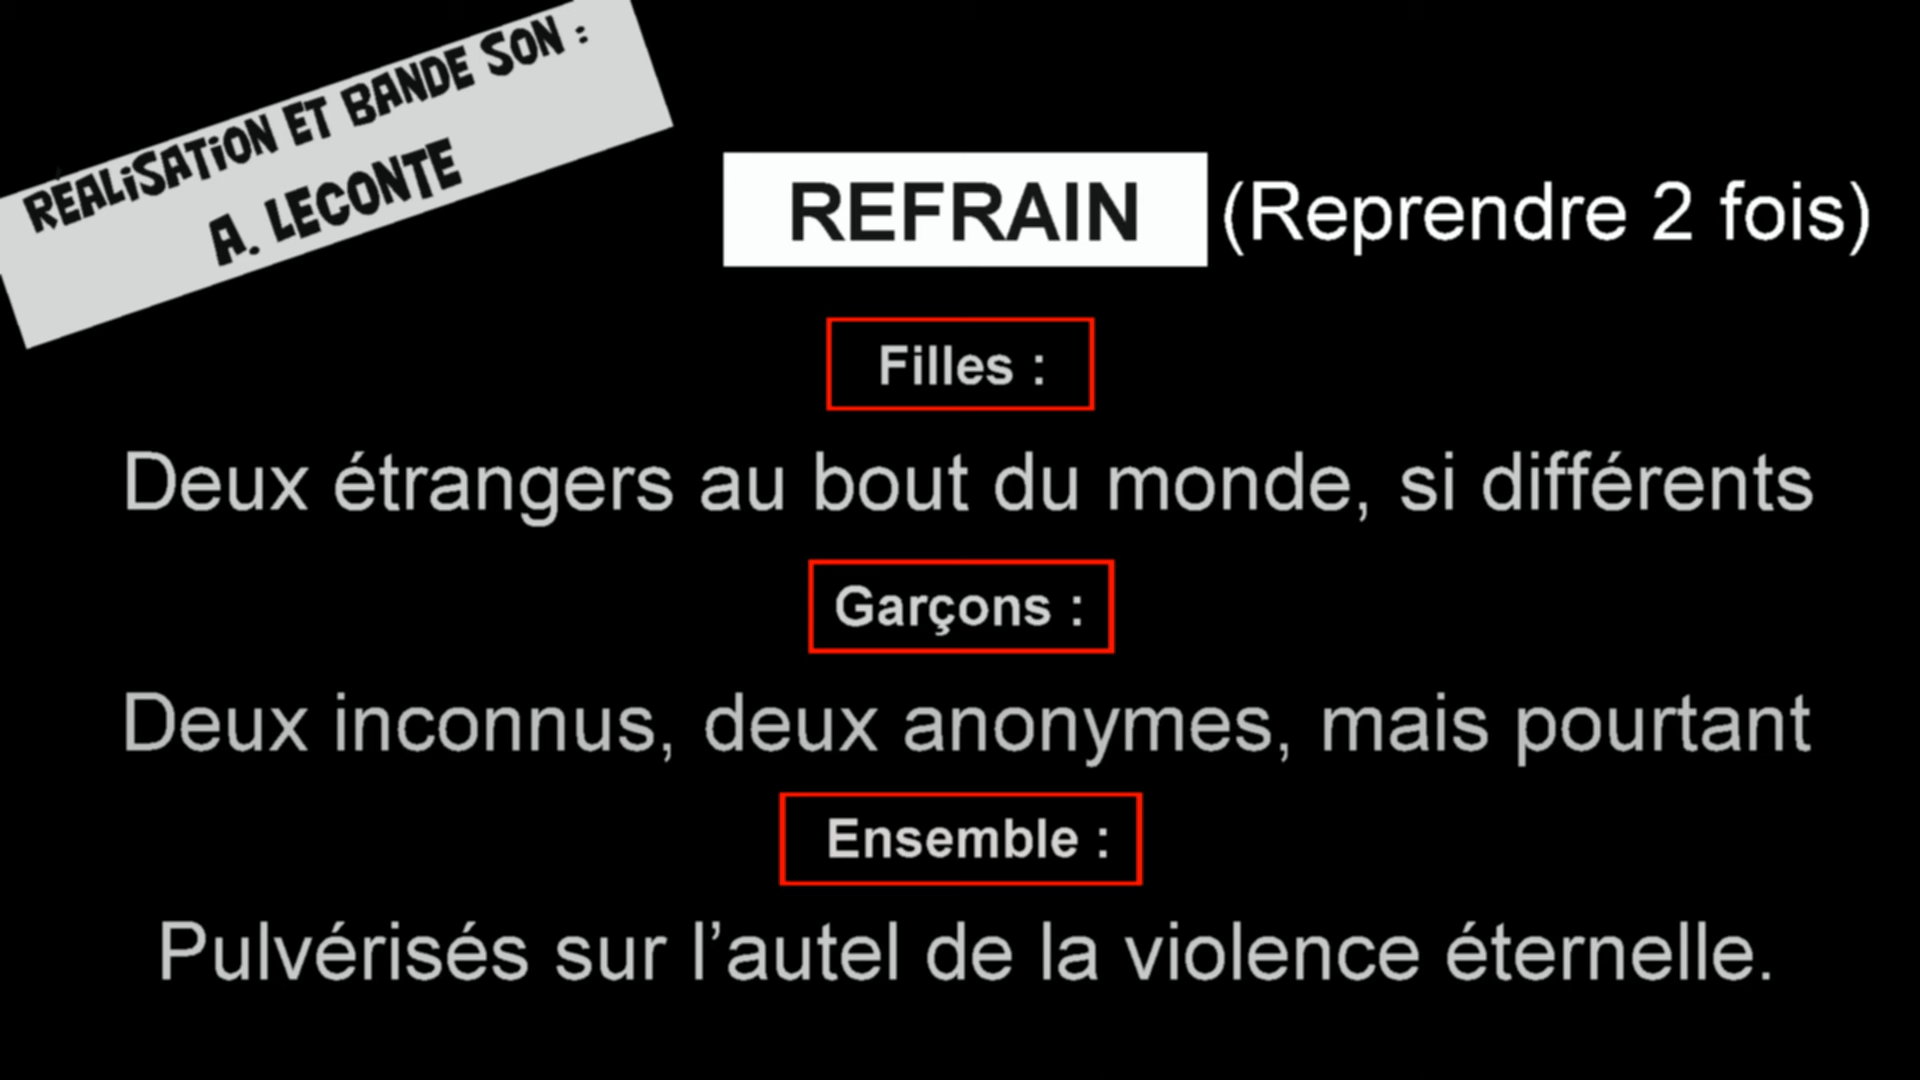 RÉALiSATiON ET BANDE SON :
A. LECONTE
REFRAIN (Reprendre 2 fois)
Filles :
Deux étrangers au bout du monde, si différents
Garçons :
Deux inconnus, deux anonymes, mais pourtant
Ensemble :
Pulvérisés sur l’autel de la violence éternelle.